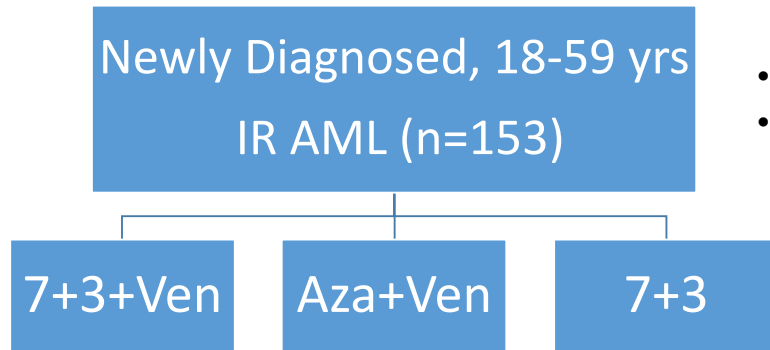 Newly Diagnosed, 18-59 yrs
IR AML (n=153)
7+3+Ven
Aza+Ven
7+3